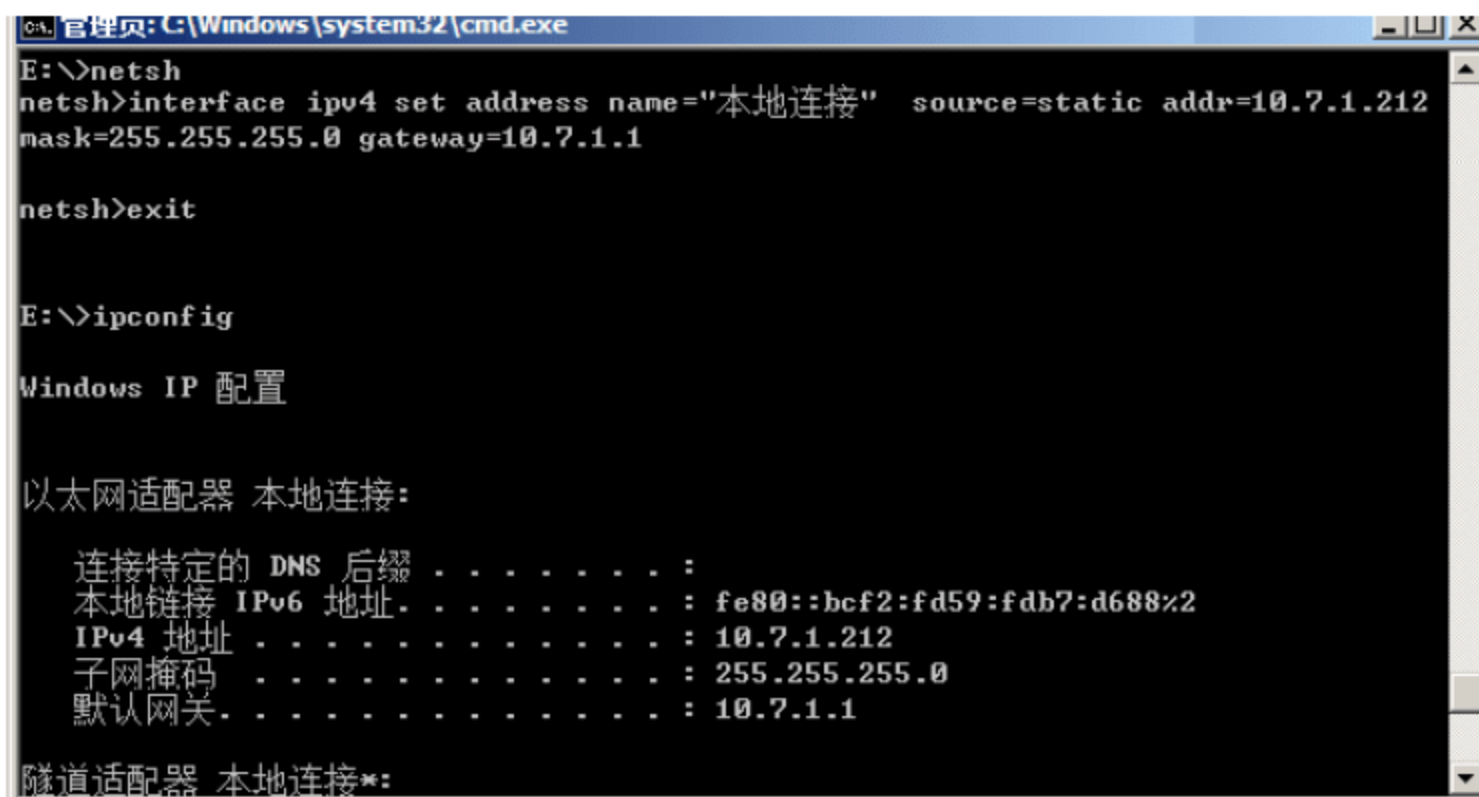 管理员: C:\Windows\system32\cmd.exe
E:\>netsh
netsh>interface ipv4 set address name="本地连接"  source=static addr=10.7.1.212
mask=255.255.255.0 gateway=10.7.1.1
netsh>exit
E:\>ipconfig
Windows IP 配置
以太网适配器 本地连接:
连接特定的 DNS 后缀 . . . . . . . :
本地链接 IPv6 地址. . . . . . . . : fe80::bcf2:fd59:fdb7:d688%2
IPv4 地址 . . . . . . . . . . . . : 10.7.1.212
子网掩码  . . . . . . . . . . . . : 255.255.255.0
默认网关. . . . . . . . . . . . . : 10.7.1.1
隧道适配器 本地连接*: